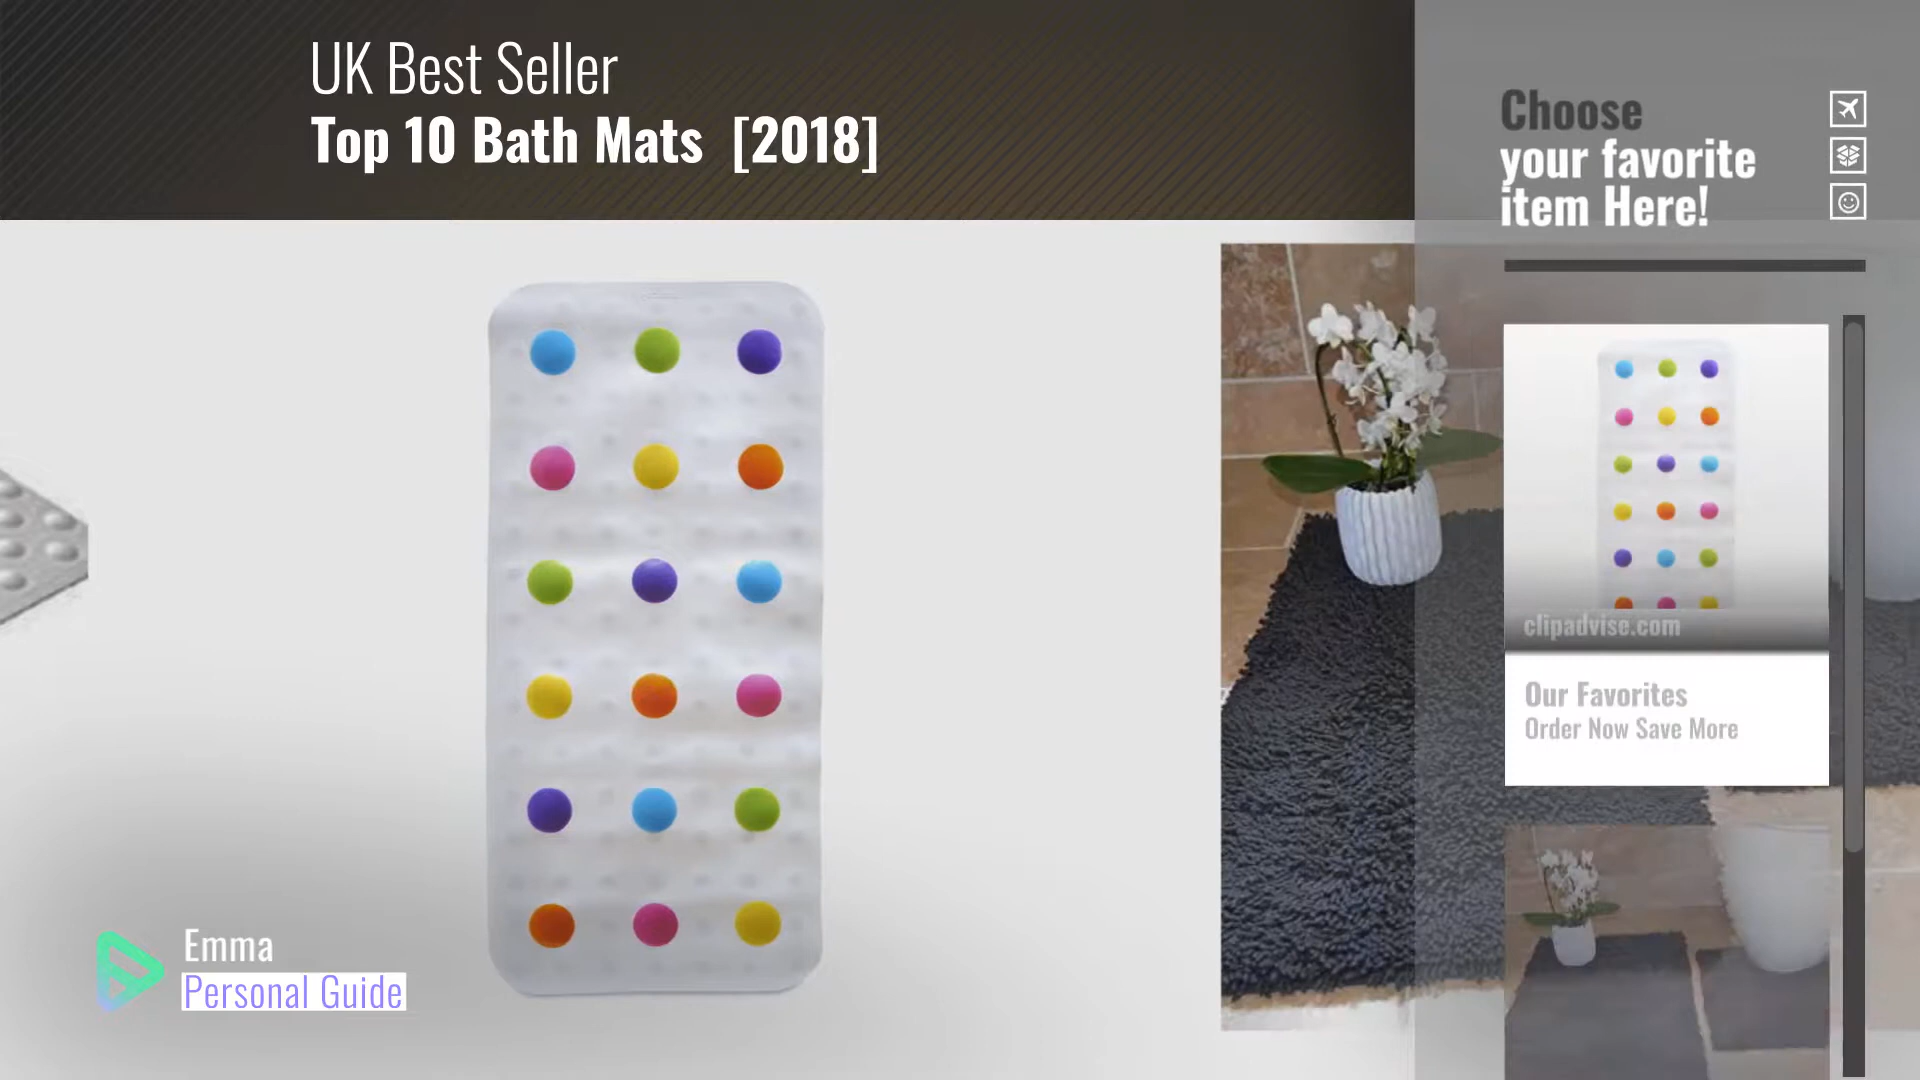 UK Best Seller
Top 10 Bath Mats [2018]
Choose
your favorite
item Here!
clipadvise.com
Our Favorites
Order Now Save More
Emma
Personal Guide